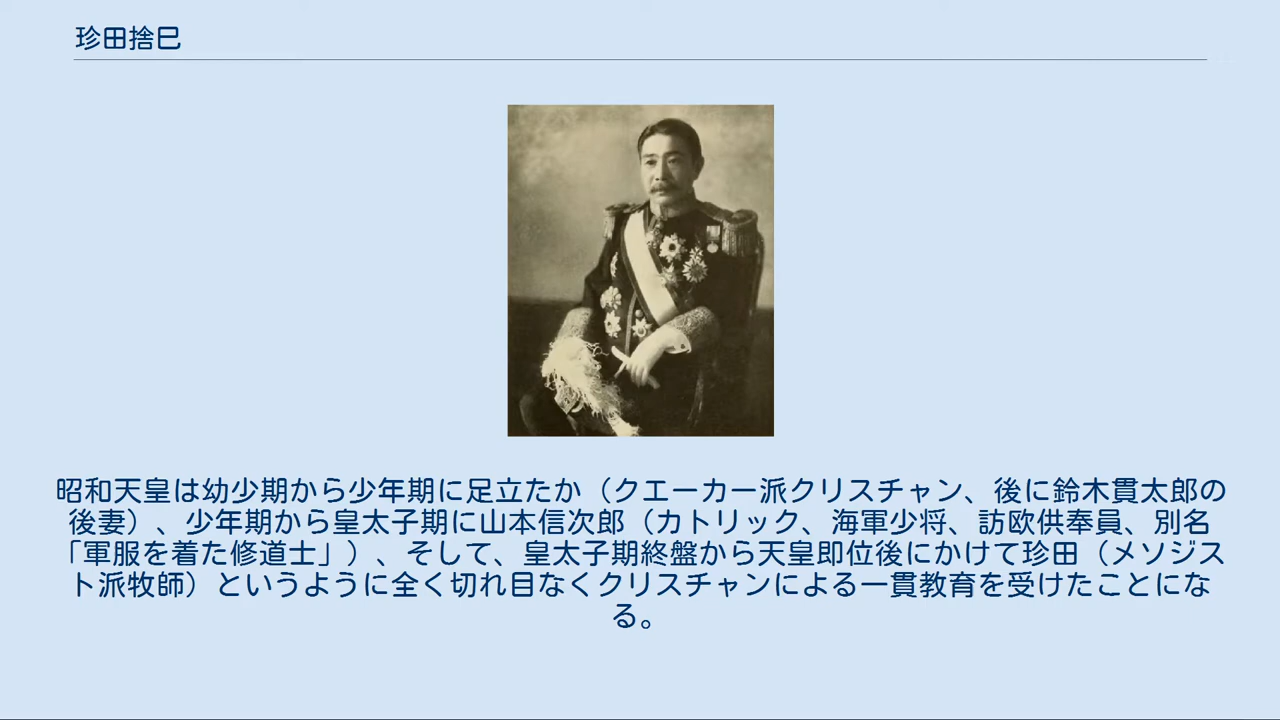 珍田捨巳
昭和天皇は幼少期から少年期に足立たか（クエーカー派クリスチャン、後に鈴木貫太郎の
後妻）、少年期から皇太子期に山本信次郎（カトリック、海軍少将、訪欧供奉員、別名
「軍服を着た修道士」）、そして、皇太子期終盤から天皇即位後にかけて珍田（メソジス
ト派牧師）というように全く切れ目なくクリスチャンによる一貫教育を受けたことにな
る。